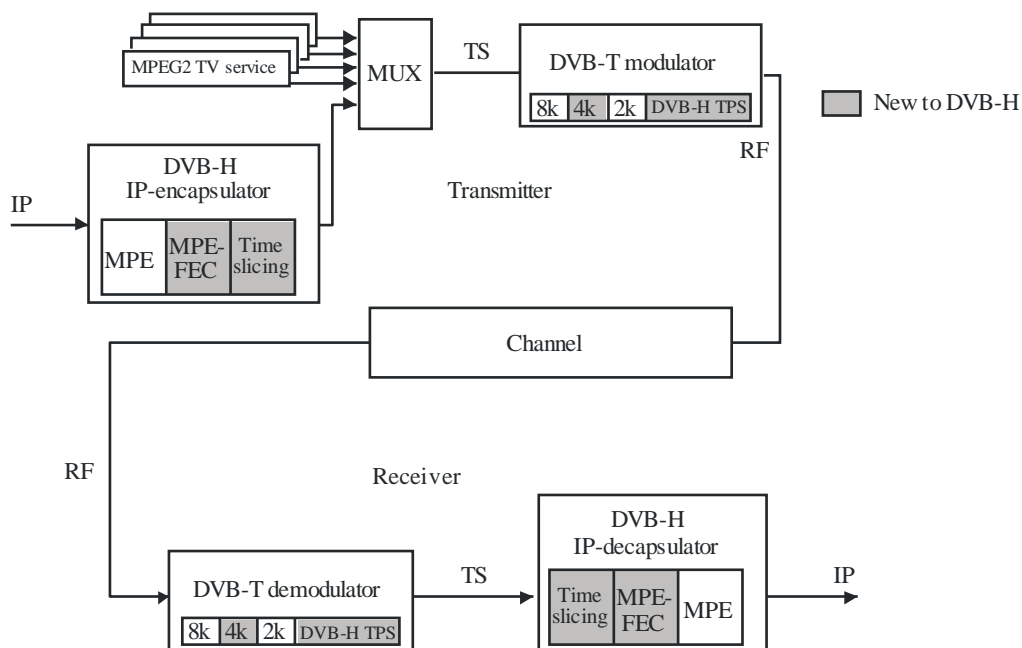 MPEG2 TV service
MUX
TS
DVB-T modulator
8k 4k 2k DVB-H TPS
New to DVB-H
RF
DVB-H
IP-encapsulator
IP
MPE
MPE-
FEC
Time
slicing
Transmitter
Channel
RF
Receiver
DVB-T demodulator
8k 4k 2k DVB-H TPS
TS
DVB-H
IP-decapsulator
Time
slicing
MPE-
FEC
MPE
IP